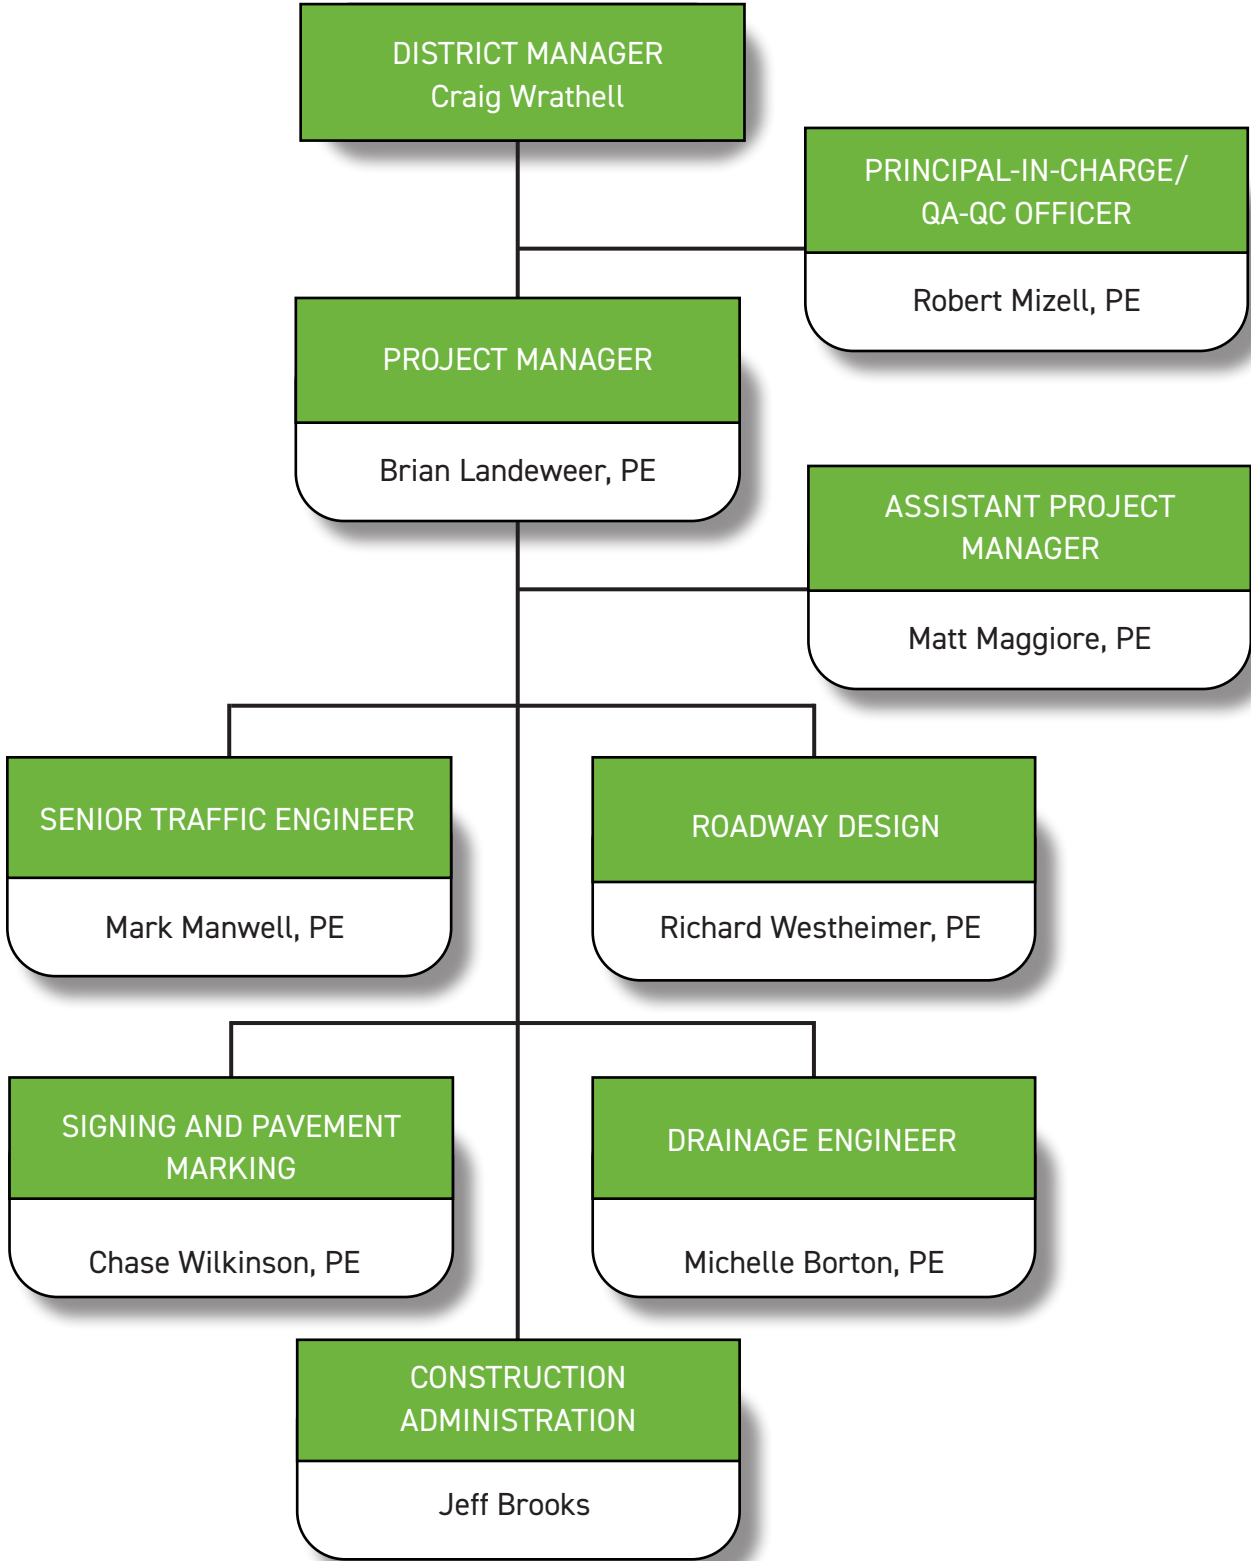 DISTRICT MANAGER
Craig Wrathell
PRINCIPAL-IN-CHARGE/
QA-QC OFFICER
Robert Mizell, PE
PROJECT MANAGER
Brian Landeweer, PE
ASSISTANT PROJECT
MANAGER
Matt Maggiore, PE
SENIOR TRAFFIC ENGINEER
Mark Manwell, PE
ROADWAY DESIGN
Richard Westheimer, PE
SIGNING AND PAVEMENT
MARKING
Chase Wilkinson, PE
DRAINAGE ENGINEER
Michelle Borton, PE
CONSTRUCTION
ADMINISTRATION
Jeff Brooks